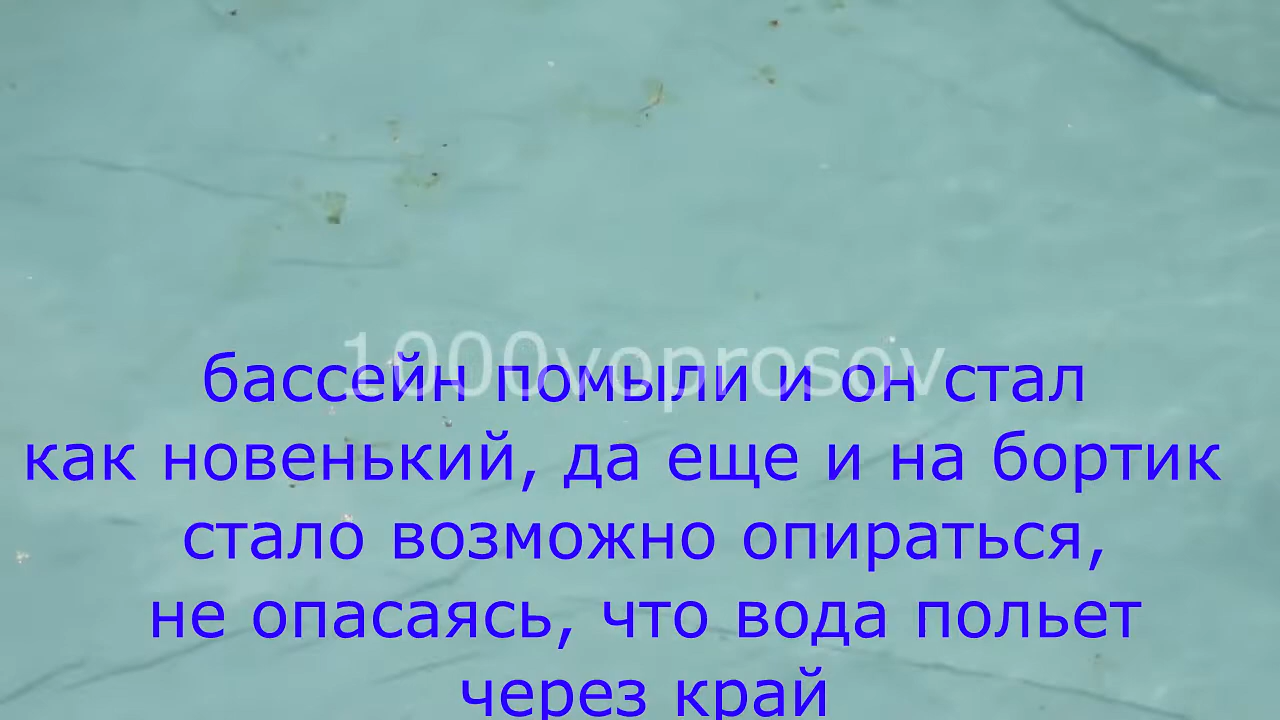 1000voprosov
бассейн помыли и он стал
как новенький, да еще и на бортик
стало возможно опираться,
не опасаясь, что вода польет
через край